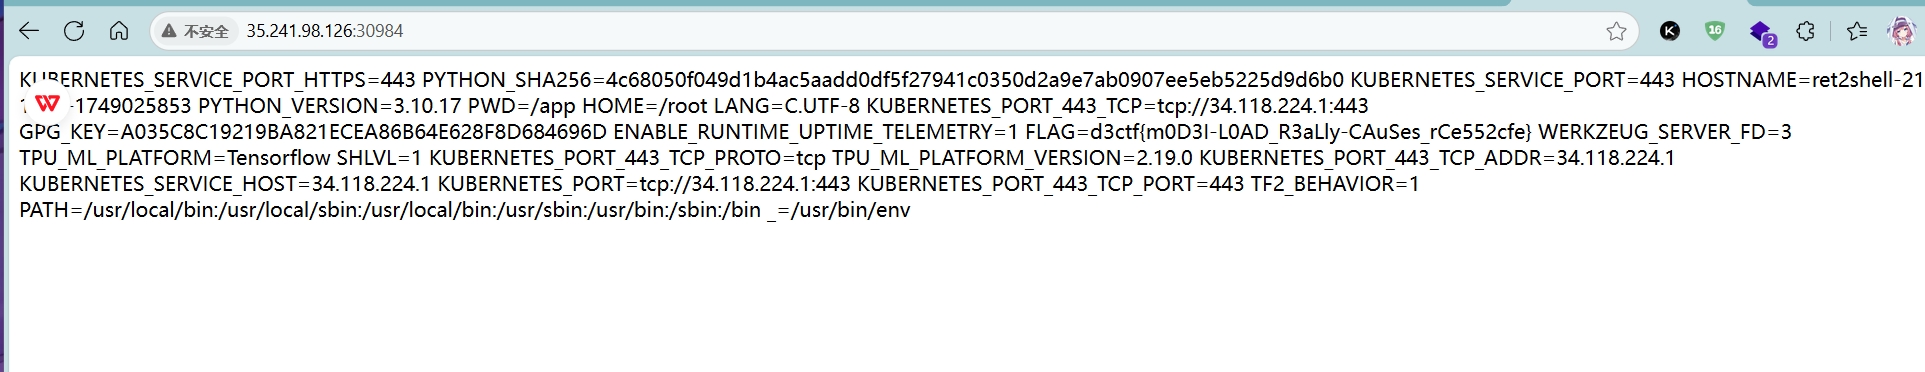 不安全 35.241.98.126:30984
16
2
KUBERNETES_SERVICE_PORT_HTTPS=443 PYTHON_SHA256=4c68050f049d1b4ac5aadd0df5f27941c0350d2a9e7ab0907ee5eb5225d9d6b0 KUBERNETES_SERVICE_PORT=443 HOSTNAME=ret2shell-21
-1749025853 PYTHON_VERSION=3.10.17 PWD=/app HOME=/root LANG=C.UTF-8 KUBERNETES_PORT_443_TCP=tcp://34.118.224.1:443
GPG_KEY=A035C8C19219BA821ECEA86B64E628F8D684696D ENABLE_RUNTIME_UPTIME_TELEMETRY=1 FLAG=d3ctf{m0D3l-L0AD_R3aLly-CAuSes_rCe552cfe} WERKZEUG_SERVER_FD=3
TPU_ML_PLATFORM=Tensorflow SHLVL=1 KUBERNETES_PORT_443_TCP_PROTO=tcp TPU_ML_PLATFORM_VERSION=2.19.0 KUBERNETES_PORT_443_TCP_ADDR=34.118.224.1
KUBERNETES_SERVICE_HOST=34.118.224.1 KUBERNETES_PORT=tcp://34.118.224.1:443 KUBERNETES_PORT_443_TCP_PORT=443 TF2_BEHAVIOR=1
PATH=/usr/local/bin:/usr/local/sbin:/usr/local/bin:/usr/sbin:/usr/bin:/sbin:/bin _=/usr/bin/env